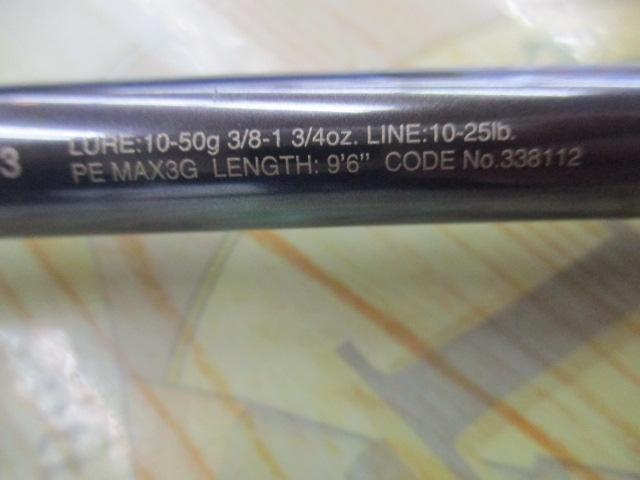 3
LURE:10-50g 3/8-1 3/4oz. LINE:10-25lb.
PE MAX3G LENGTH: 9'6" CODE No.338112